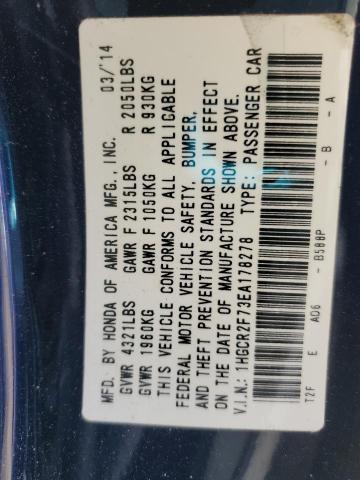 MFD. BY HONDA OF AMERICA MFG., INC. 03/'14
GVWR 4321LBS GAWR F 2315LBS R 2050LBS
GVWR 1960KG GAWR F 1050KG R 930KG
THIS VEHICLE CONFORMS TO ALL APPLICABLE
FEDERAL MOTOR VEHICLE SAFETY, BUMPER,
AND THEFT PREVENTION STANDARDS IN EFFECT
ON THE DATE OF MANUFACTURE SHOWN ABOVE.
V.I.N.: 1HGCR2F73EA178278 TYPE: PASSENGER CAR
T2F E AO6 - B588P - B - A